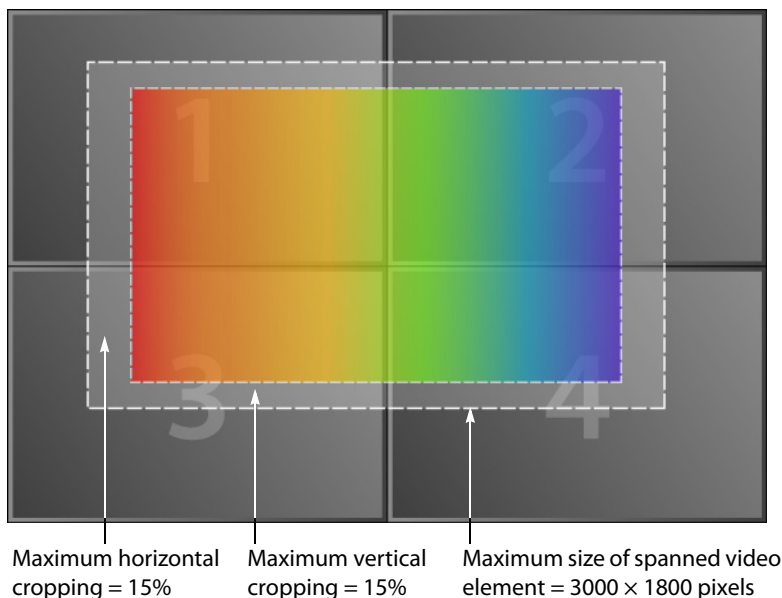 1
2
3
4
Maximum horizontal
cropping = 15%
Maximum vertical
cropping = 15%
Maximum size of spanned video
element = 3000 × 1800 pixels